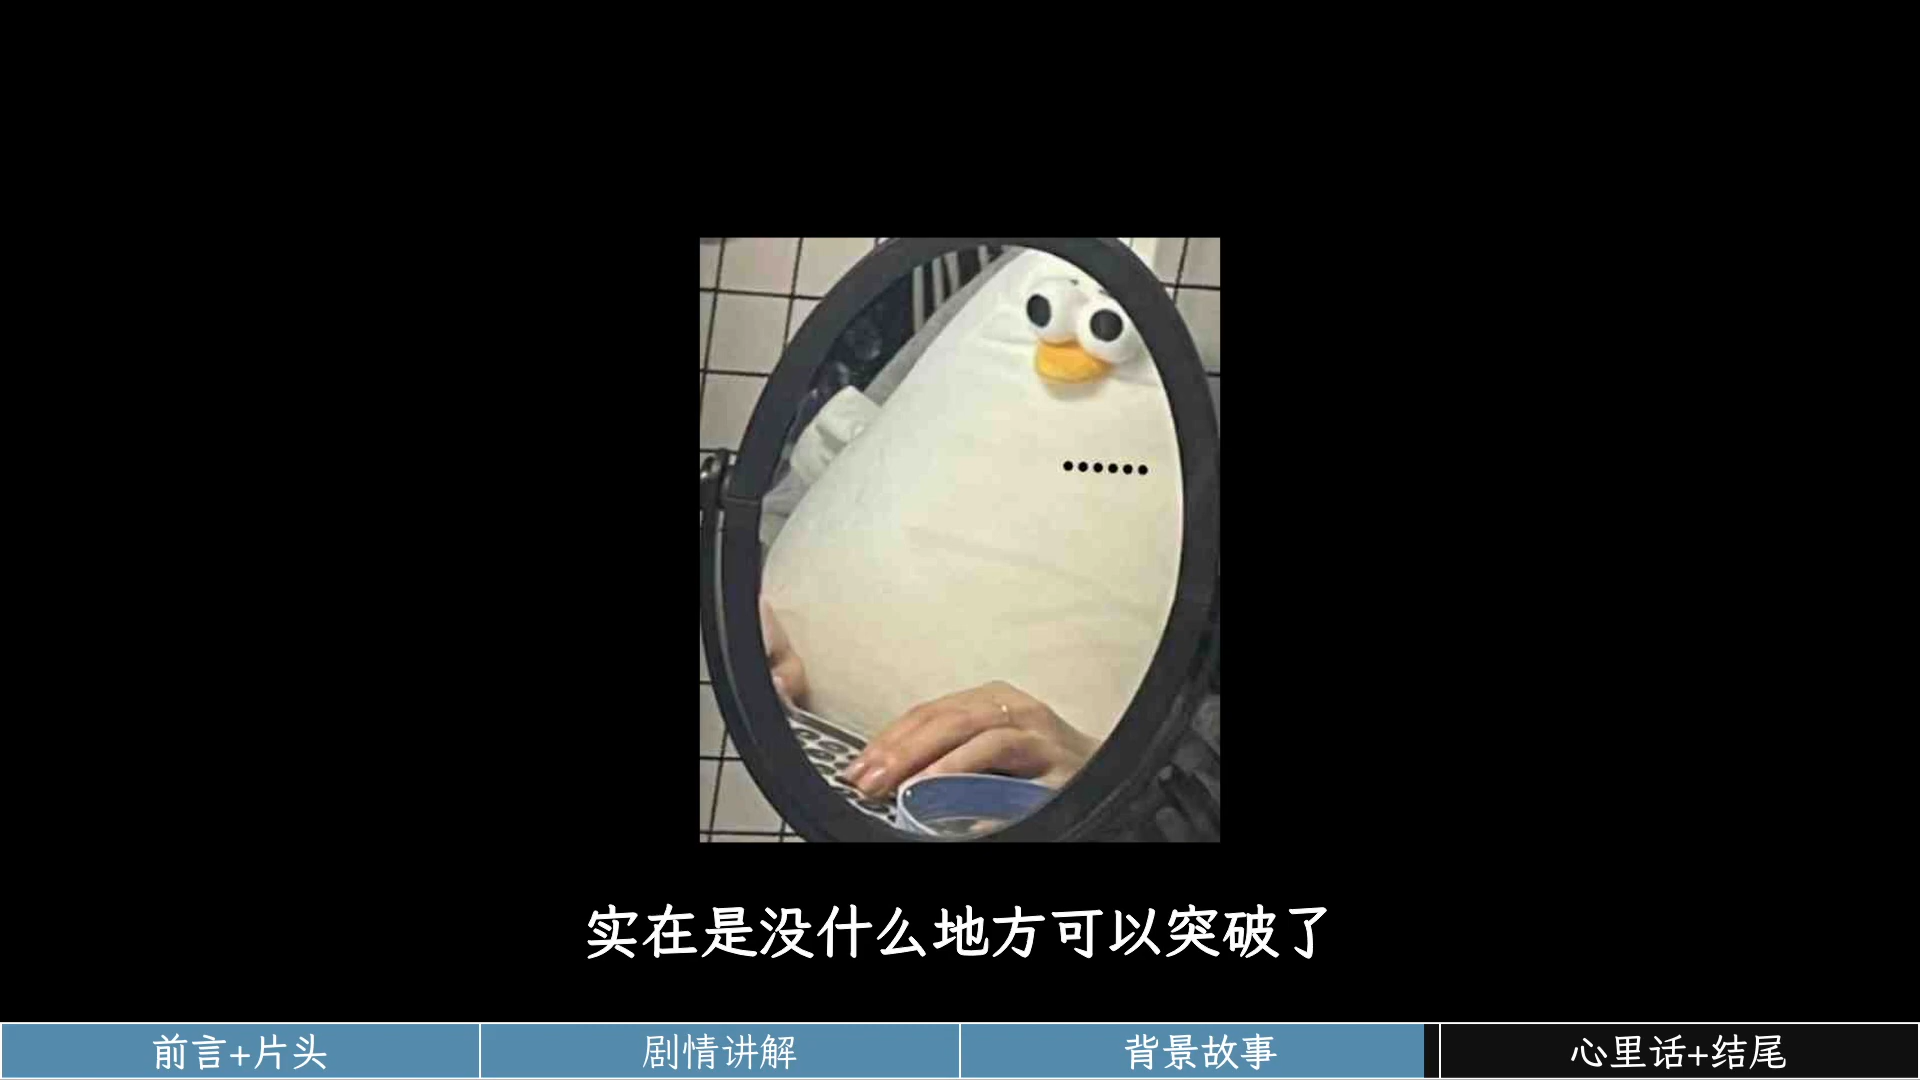 ••••••
实在是没什么地方可以突破了
前言+片头
剧情讲解
背景故事
心里话+结尾